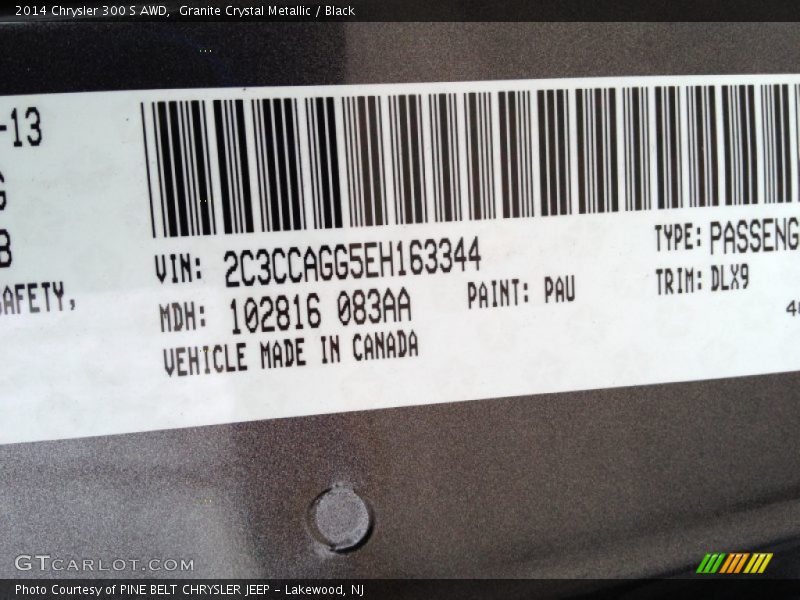 2014 Chrysler 300 S AWD, Granite Crystal Metallic / Black
-13
G
B
SAFETY,
VIN: 2C3CCAGG5EH163344
TYPE: PASSENG
MDH: 102816 083AA
PAINT: PAU
TRIM: DLX9
VEHICLE MADE IN CANADA
GTCARLOT.COM
Photo Courtesy of PINE BELT CHRYSLER JEEP - Lakewood, NJ